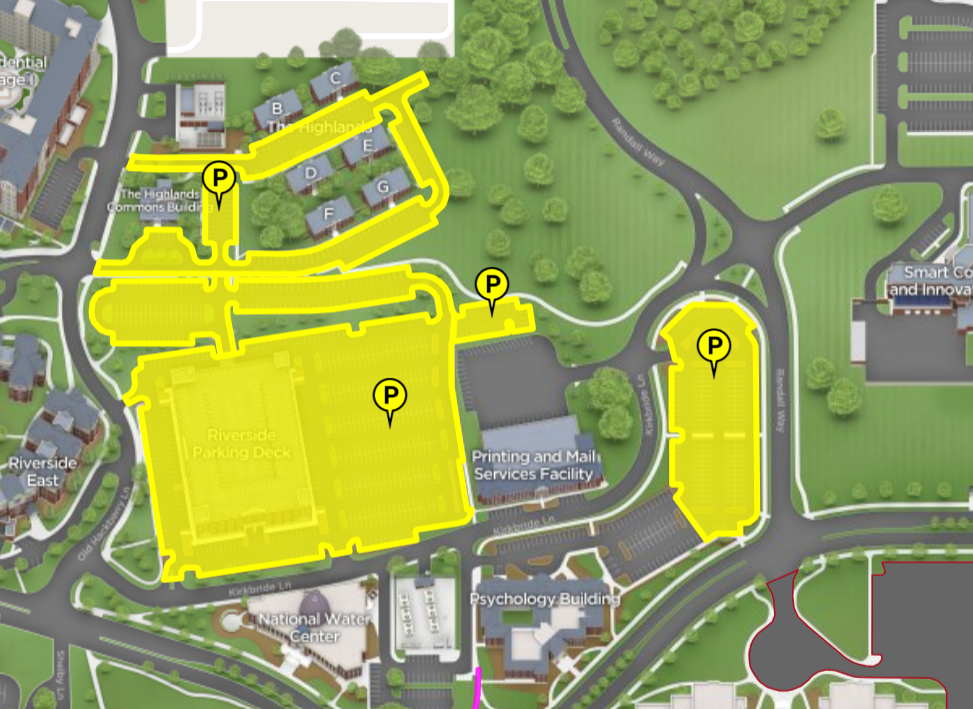 dential
age I
C
B
The Highlands
E
D
G
F
P
The Highlands
Commons Building
Randall Way
P
Smart Co
and Innova
P
P
Riverside
Parking Deck
Kirkbride Ln
Randall Way
Riverside
East
Printing and Mail
Services Facility
Old Hackberry Ln
Kirkbride Ln
Kirkbride Ln
National Water
Center
Psychology Building
Shelby Ln